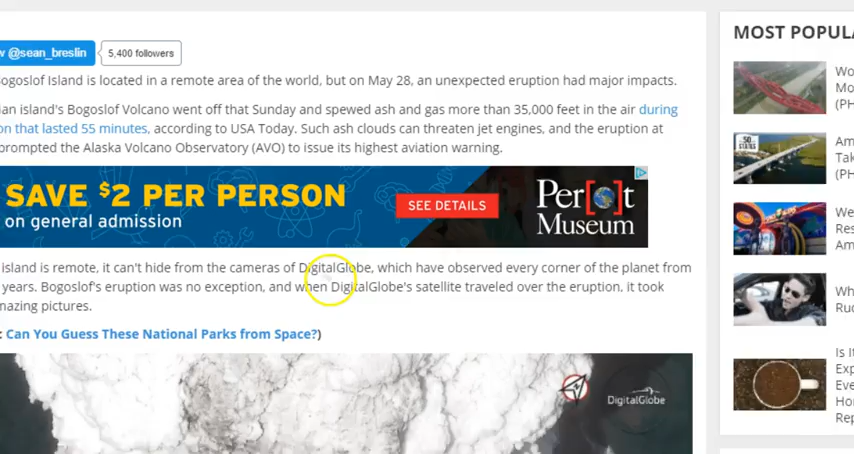 @sean_breslin
5,400 followers
ogoslof Island is located in a remote area of the world, but on May 28, an unexpected eruption had major impacts.
ian island's Bogoslof Volcano went off that Sunday and spewed ash and gas more than 35,000 feet in the air during
on that lasted 55 minutes, according to USA Today. Such ash clouds can threaten jet engines, and the eruption at
prompted the Alaska Volcano Observatory (AVO) to issue its highest aviation warning.
SAVE $2 PER PERSON
on general admission
SEE DETAILS
Perot
Museum
island is remote, it can't hide from the cameras of DigitalGlobe, which have observed every corner of the planet from
years. Bogoslof's eruption was no exception, and when DigitalGlobe's satellite traveled over the eruption, it took
mazing pictures.
: Can You Guess These National Parks from Space?)
DigitalGlobe
MOST POPULA
Wo
Mo
(PH
50
STATES
Am
Tak
(PH
We
Res
Am
Wh
Ruc
Is I
Exp
Eve
Hor
Rep